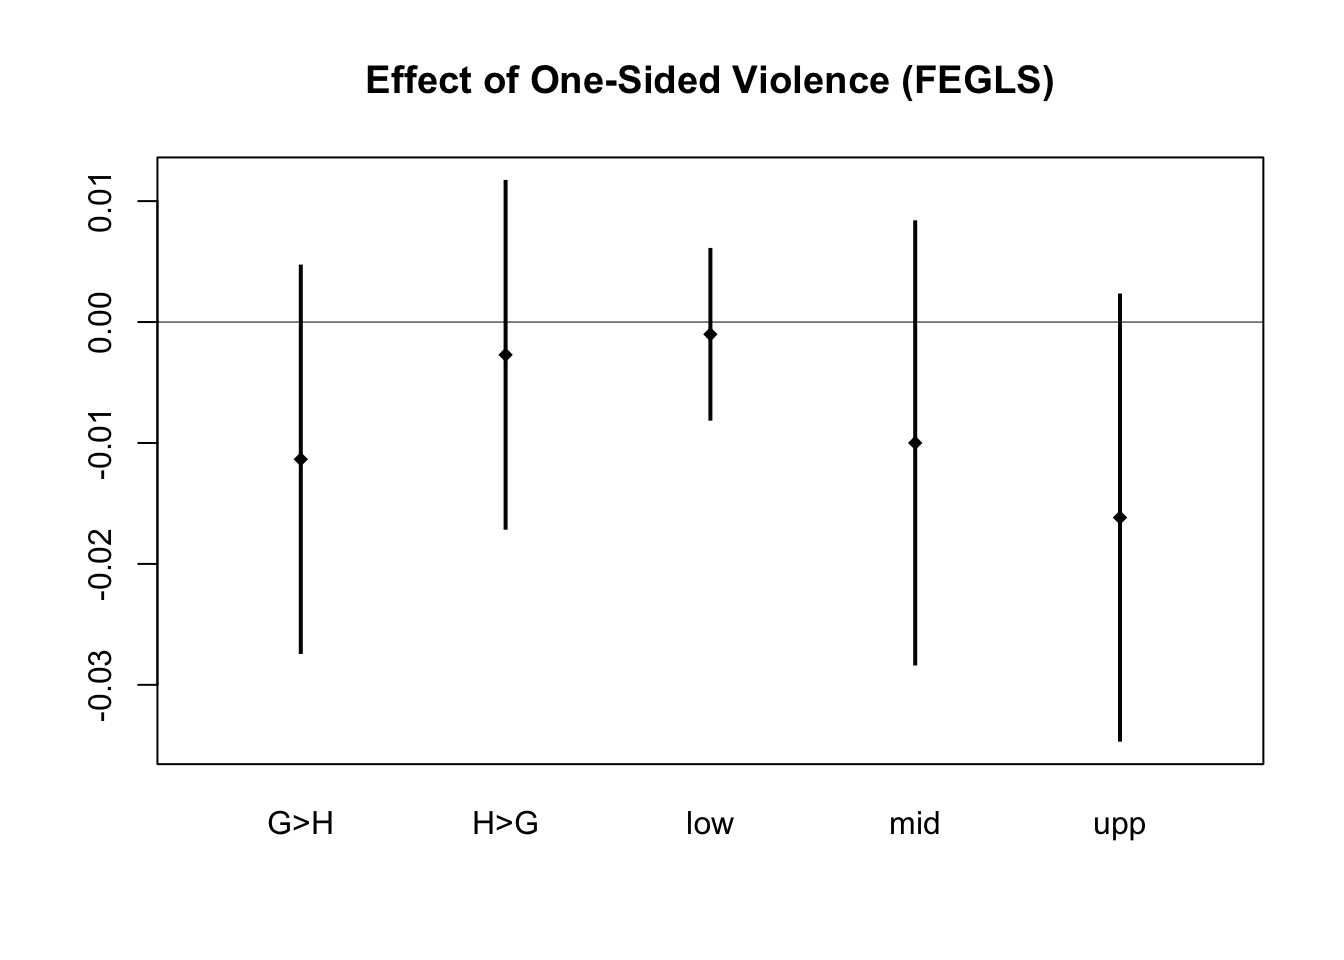 Effect of One-Sided Violence (FEGLS)
0.01
0.00
-0.01
-0.02
-0.03
G>H H>G low mid upp